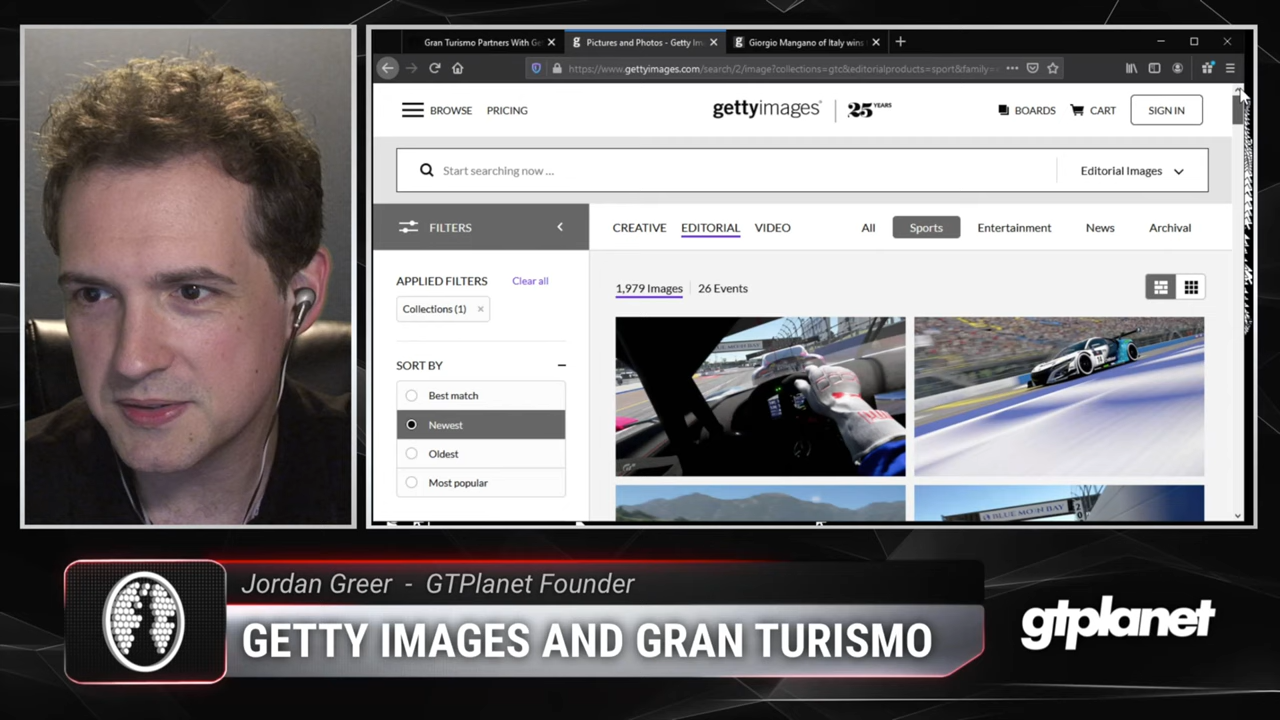 Gran Turismo Partners With Ge
Pictures and Photos - Getty Im
Giorgio Mangano of Italy wins
https://www.gettyimages.com/search/2/image?collections=gtc&editorialproducts=sport&family=
BROWSE
PRICING
gettyimages®
25 YEARS
BOARDS
CART
SIGN IN
Start searching now ...
Editorial Images
FILTERS
CREATIVE
EDITORIAL
VIDEO
All
Sports
Entertainment
News
Archival
APPLIED FILTERS
Clear all
Collections (1)
1,979 Images
26 Events
SORT BY
Best match
Newest
Oldest
Most popular
BLUE MOON BAY
Jordan Greer - GTPlanet Founder
GETTY IMAGES AND GRAN TURISMO
gtplanet